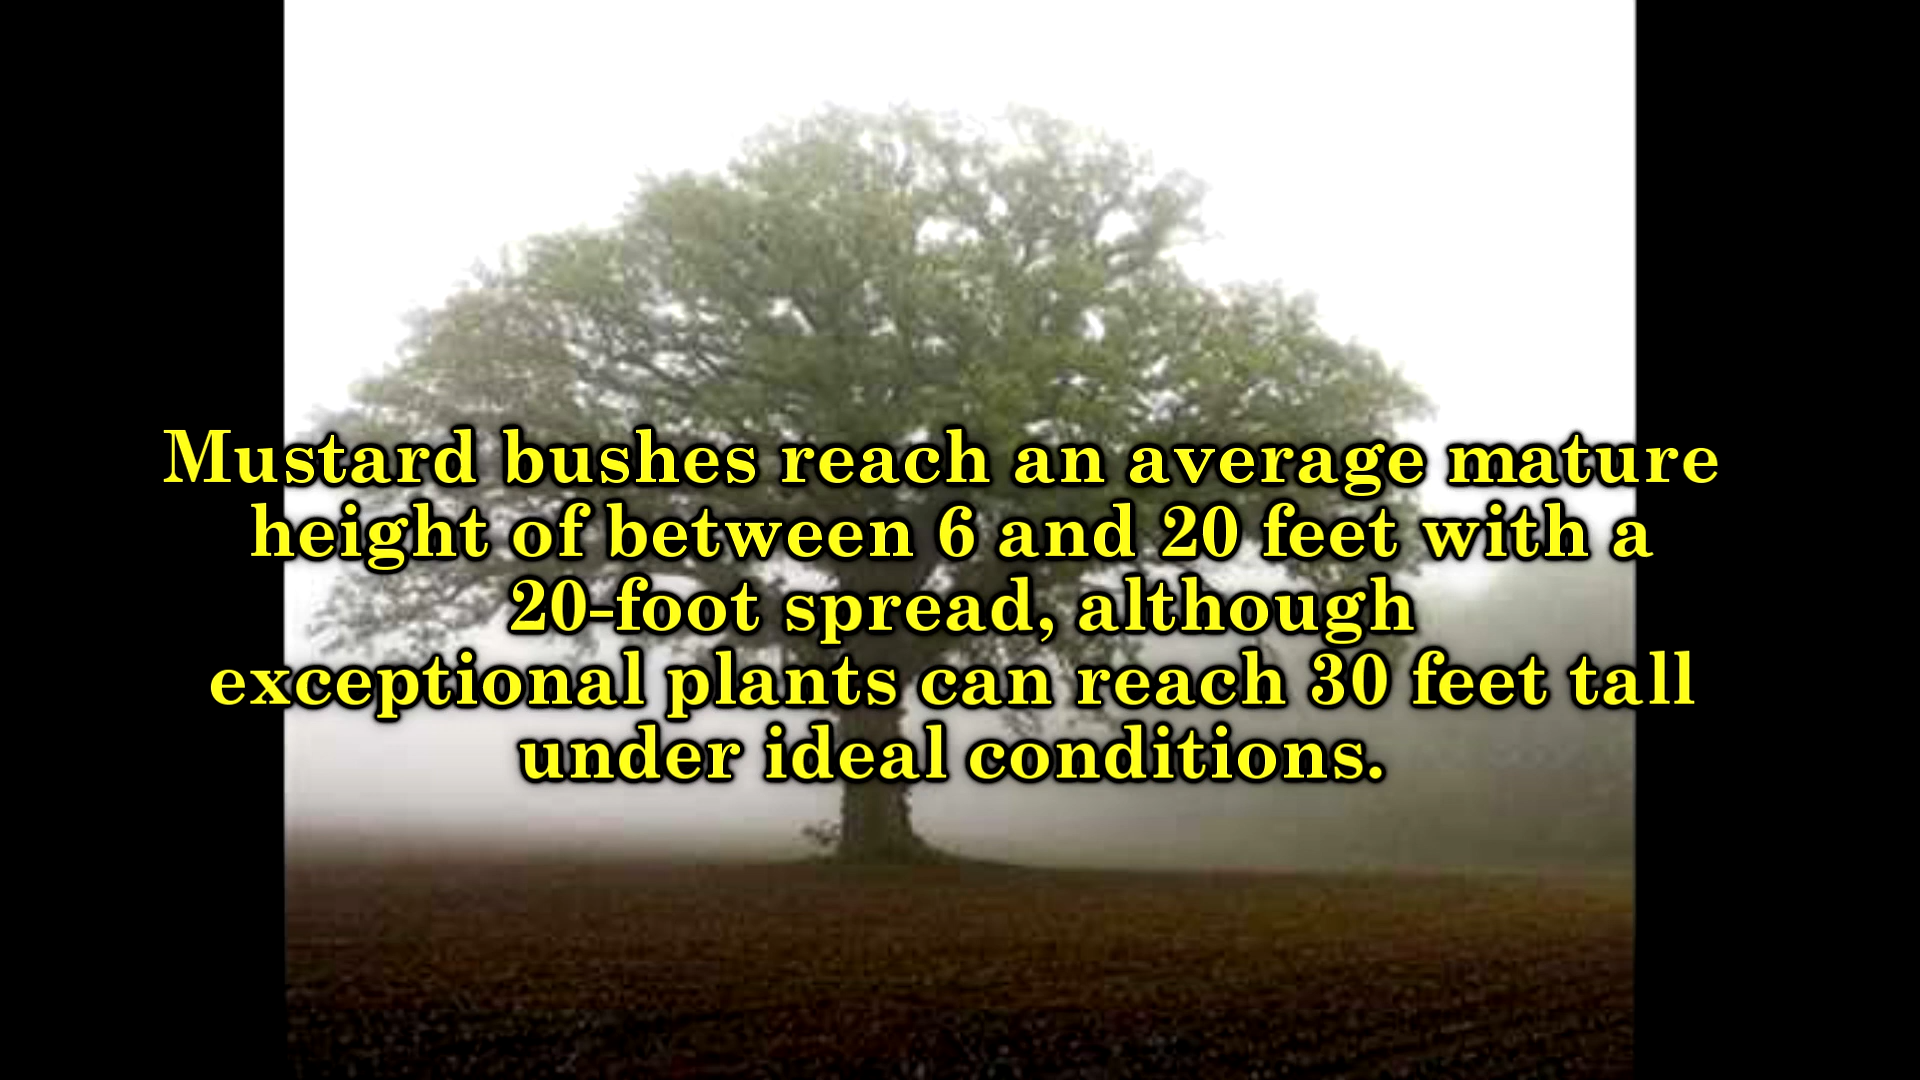 Mustard bushes reach an average mature
height of between 6 and 20 feet with a
20-foot spread, although
exceptional plants can reach 30 feet tall
under ideal conditions.